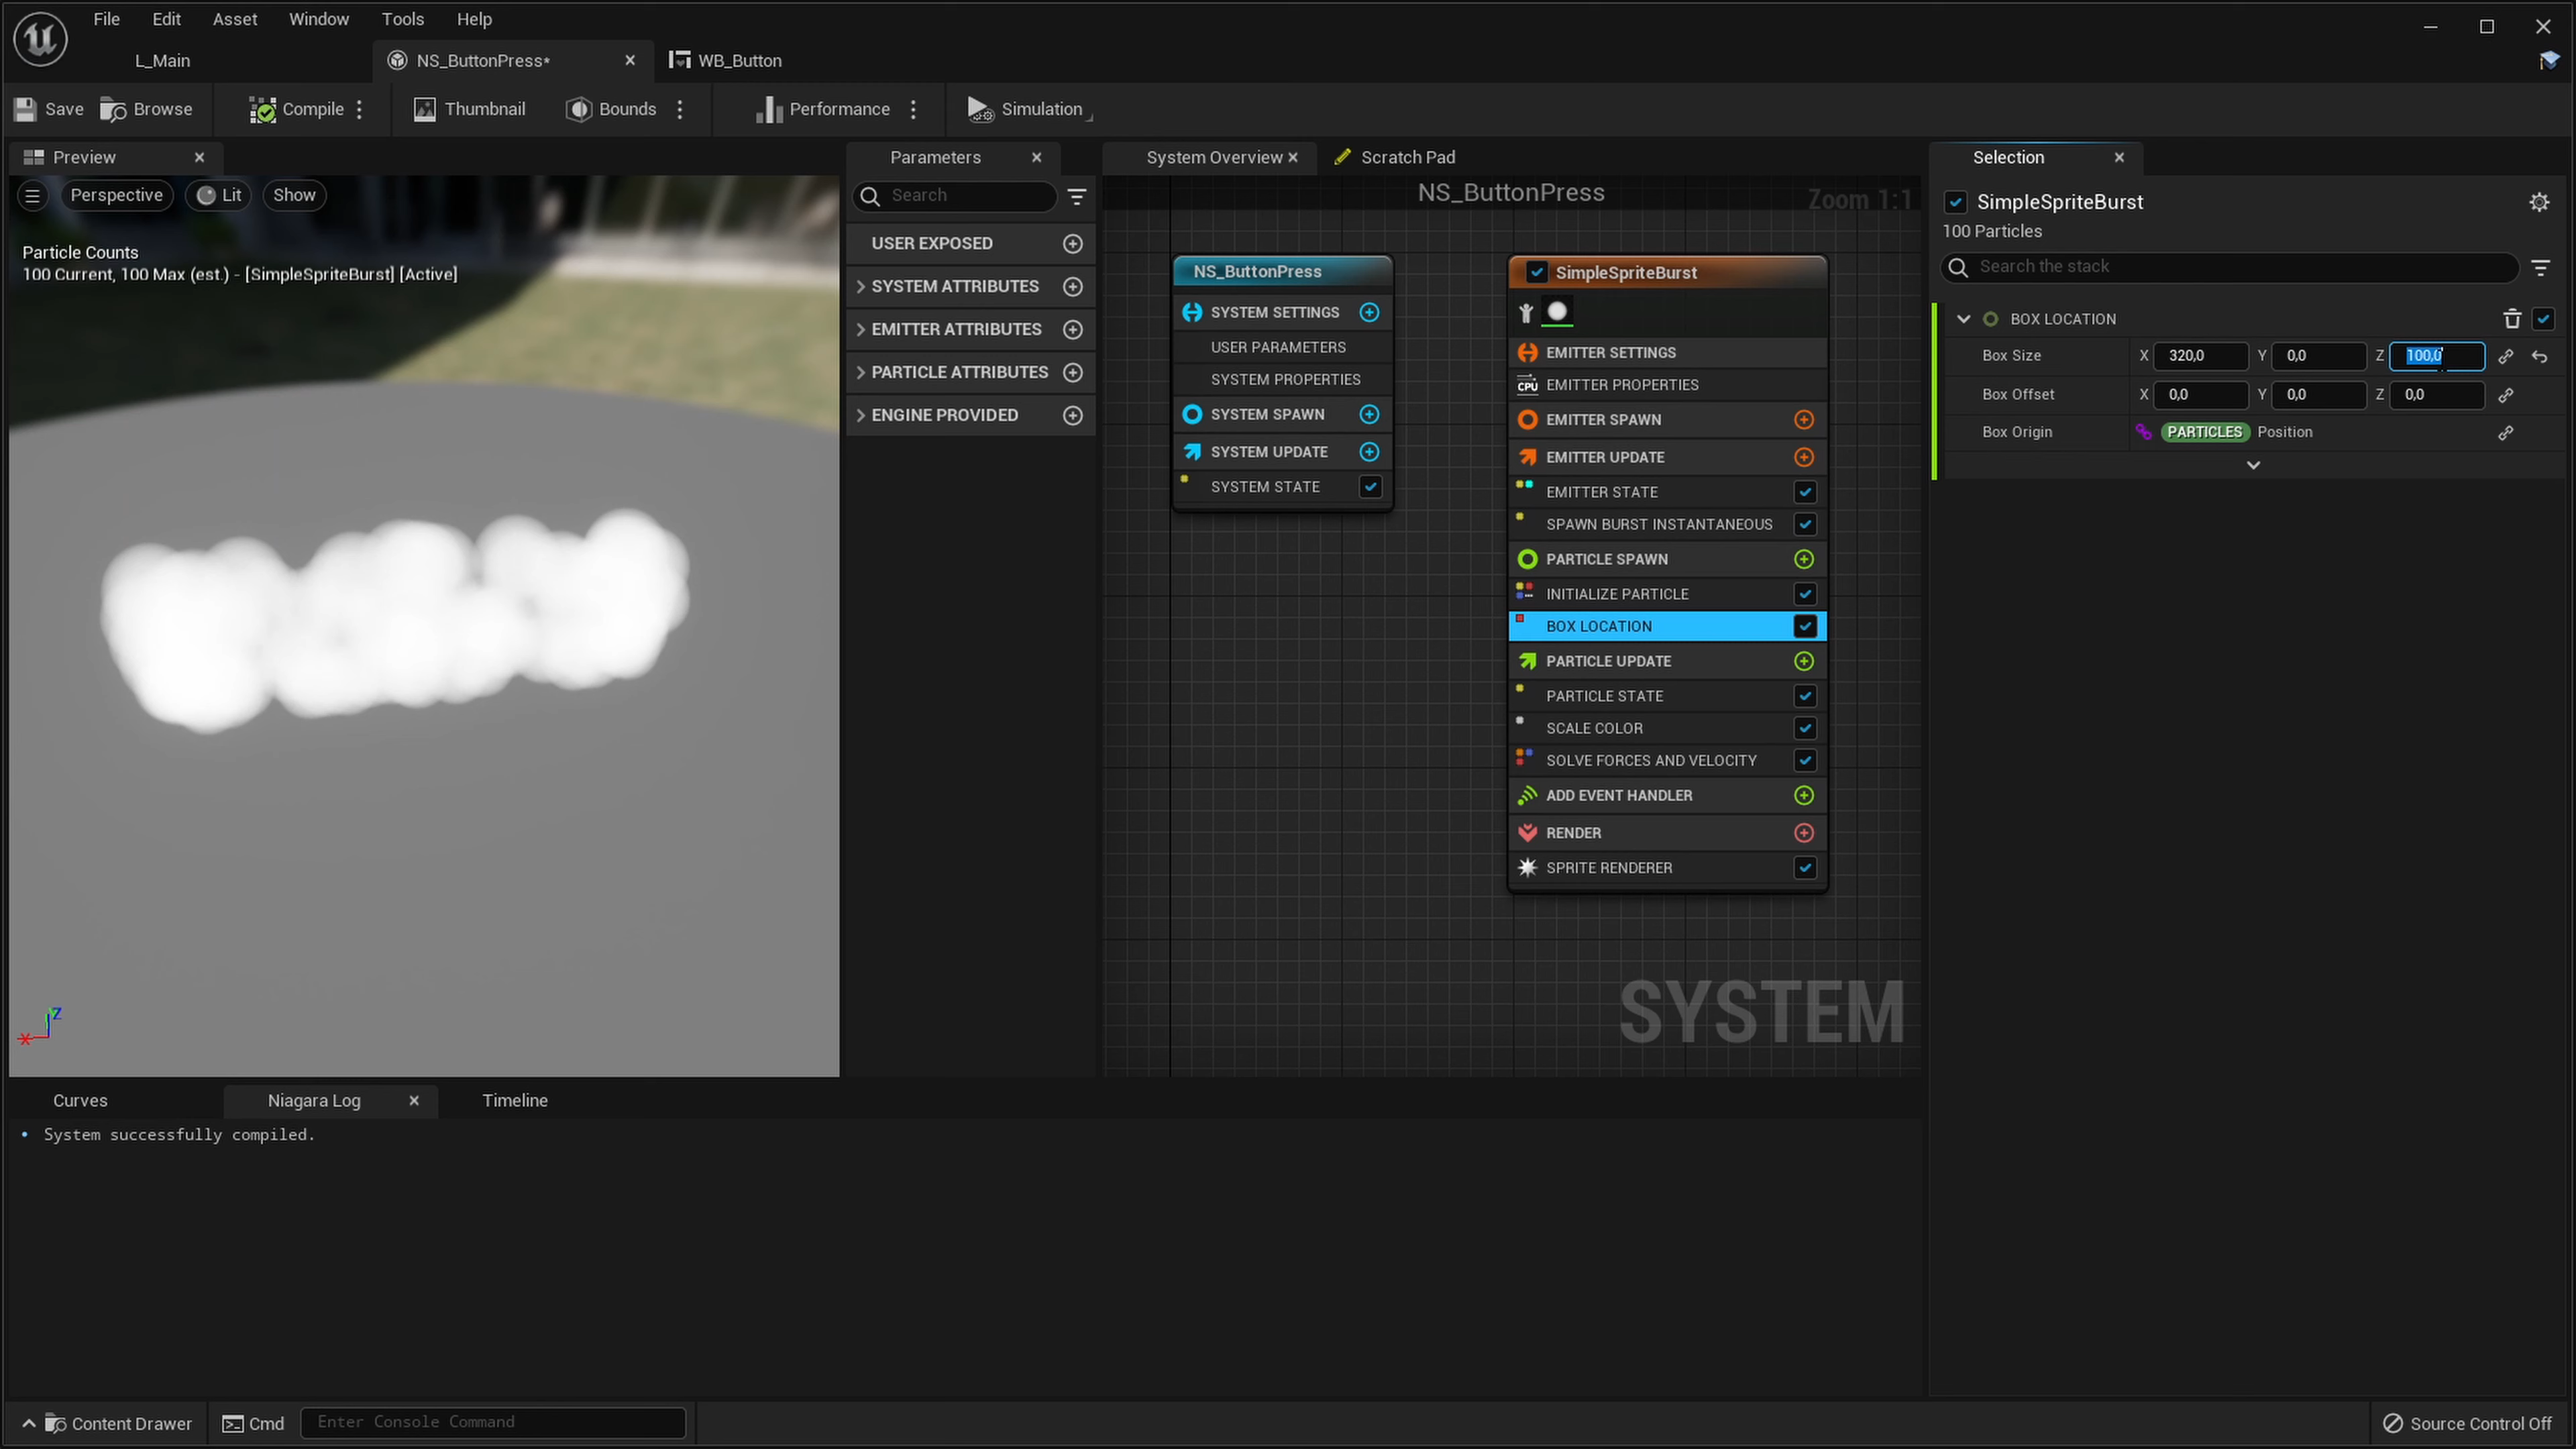 File Edit Asset Window Tools Help
L_Main
NS_ButtonPress*
WB_Button
Save Browse Compile Thumbnail Bounds Performance Simulation
Preview
Parameters
System Overview
Scratch Pad
Selection
Perspective Lit Show
Particle Counts
100 Current, 100 Max (est.) - [SimpleSpriteBurst] [Active]
Search
USER EXPOSED
SYSTEM ATTRIBUTES
EMITTER ATTRIBUTES
PARTICLE ATTRIBUTES
ENGINE PROVIDED
NS_ButtonPress
Zoom 1:1
NS_ButtonPress
SYSTEM SETTINGS
USER PARAMETERS
SYSTEM PROPERTIES
SYSTEM SPAWN
SYSTEM UPDATE
SYSTEM STATE
SimpleSpriteBurst
EMITTER SETTINGS
CPU EMITTER PROPERTIES
EMITTER SPAWN
EMITTER UPDATE
EMITTER STATE
SPAWN BURST INSTANTANEOUS
PARTICLE SPAWN
INITIALIZE PARTICLE
BOX LOCATION
PARTICLE UPDATE
PARTICLE STATE
SCALE COLOR
SOLVE FORCES AND VELOCITY
ADD EVENT HANDLER
RENDER
SPRITE RENDERER
SYSTEM
SimpleSpriteBurst
100 Particles
Search the stack
BOX LOCATION
Box Size X 320,0 Y 0,0 Z 100,0
Box Offset X 0,0 Y 0,0 Z 0,0
Box Origin PARTICLES Position
Z
X
Curves
Niagara Log
Timeline
• System successfully compiled.
Content Drawer
Cmd
Enter Console Command
Source Control Off